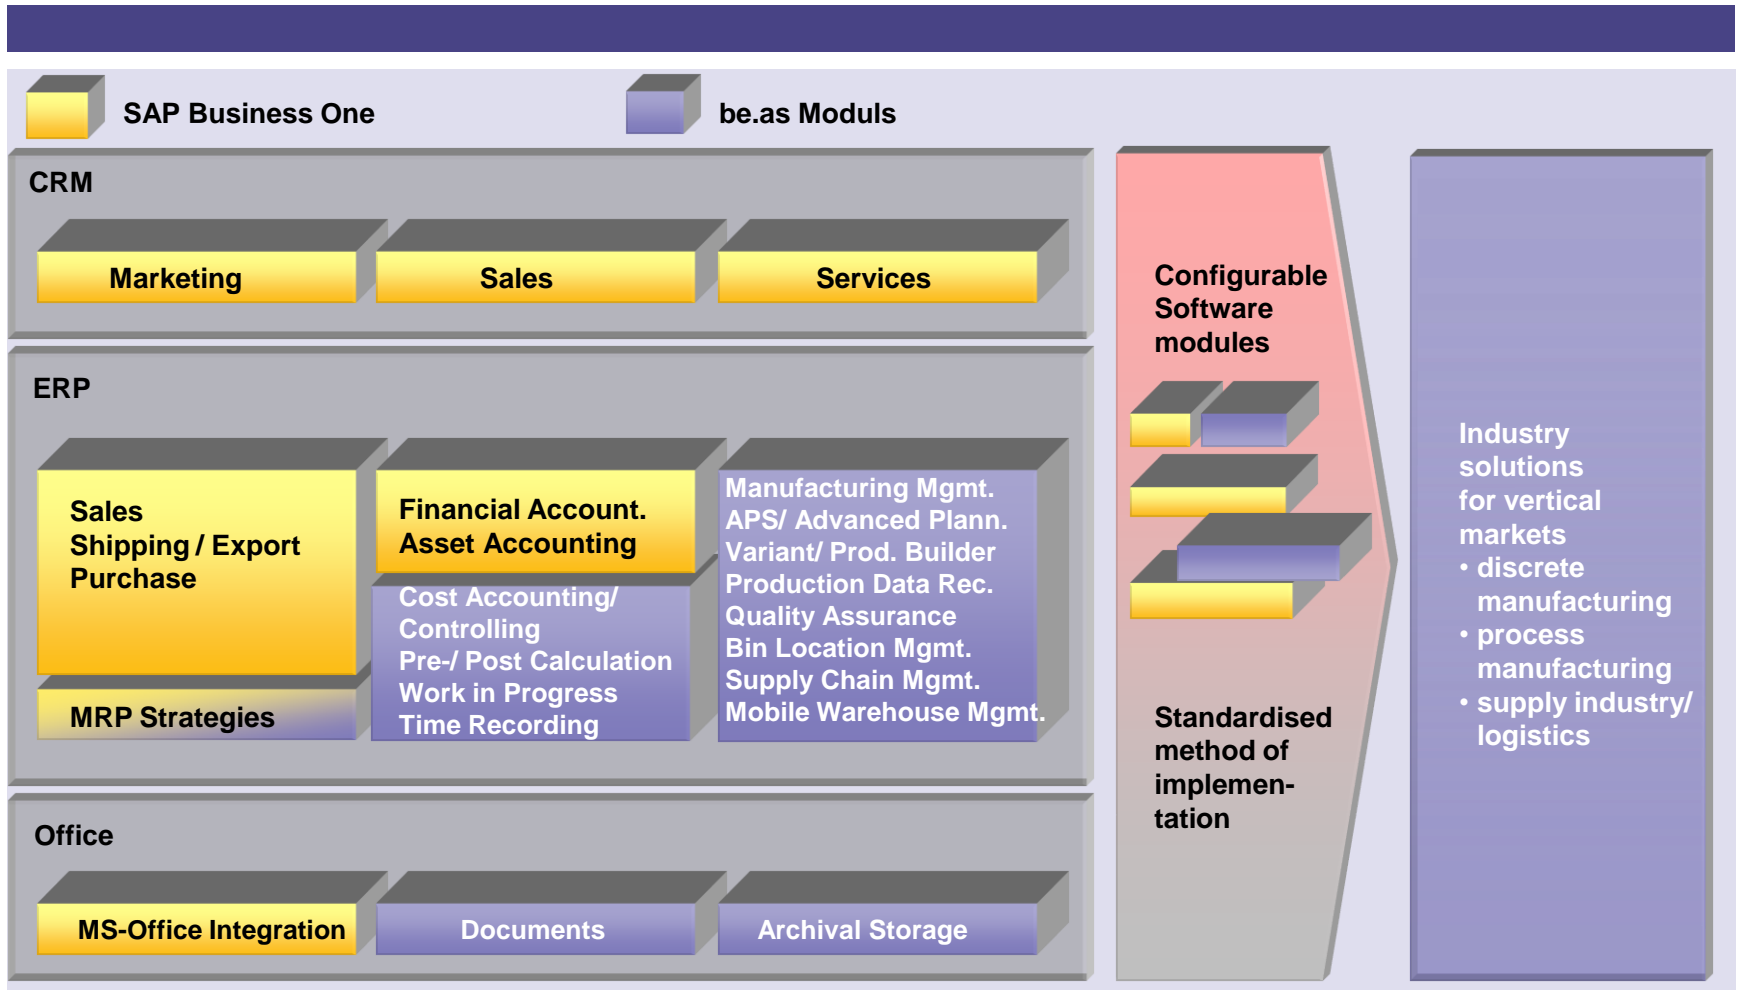 SAP Business One
be.as Moduls
CRM
Marketing
Sales
Services
ERP
Sales
Shipping / Export
Purchase
MRP Strategies
Financial Account.
Asset Accounting
Cost Accounting/
Controlling
Pre-/ Post Calculation
Work in Progress
Time Recording
Manufacturing Mgmt.
APS/ Advanced Plann.
Variant/ Prod. Builder
Production Data Rec.
Quality Assurance
Bin Location Mgmt.
Supply Chain Mgmt.
Mobile Warehouse Mgmt.
Office
MS-Office Integration
Documents
Archival Storage
Configurable
Software
modules
Standardised
method of
implemen-
tation
Industry
solutions
for vertical
markets
• discrete
manufacturing
• process
manufacturing
• supply industry/
logistics